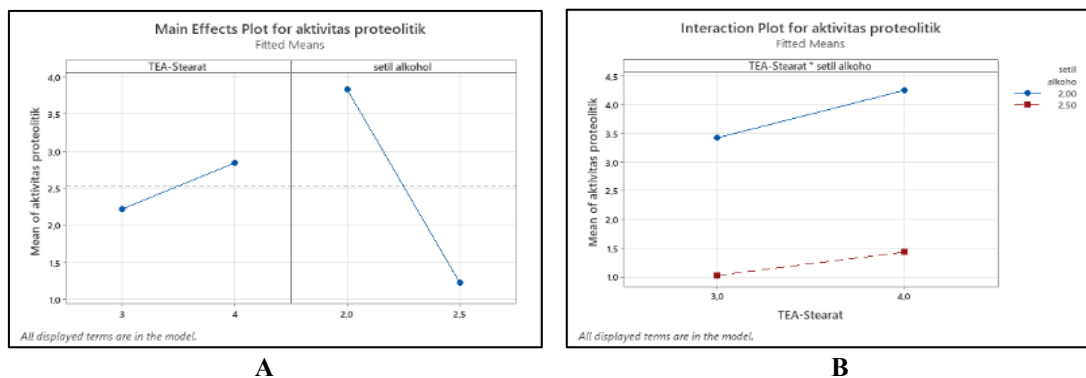 Main Effects Plot for aktivitas proteolitik
Fitted Means
TEA-Stearat
setil alkohol
Mean of aktivitas proteolitik
4,0
3,5
3,0
2,5
2,0
1,5
1,0
3
4
2,0
2,5
All displayed terms are in the model.
A
Interaction Plot for aktivitas proteolitik
Fitted Means
TEA-Stearat * setil alkoho
Mean of aktivitas proteolitik
4,5
4,0
3,5
3,0
2,5
2,0
1,5
1,0
3,0
4,0
TEA-Stearat
setil
alkoho
2,00
2,50
All displayed terms are in the model.
B